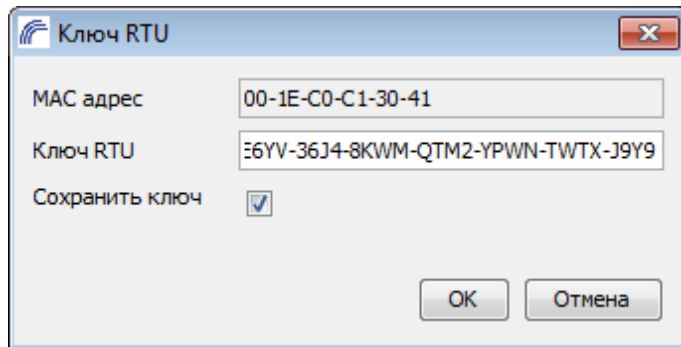 Ключ RTU
MAC адрес 00-1E-C0-C1-30-41
Ключ RTU E6YV-36J4-8KWM-QTM2-YPWN-TWTX-J9Y9
Сохранить ключ
OK Отмена